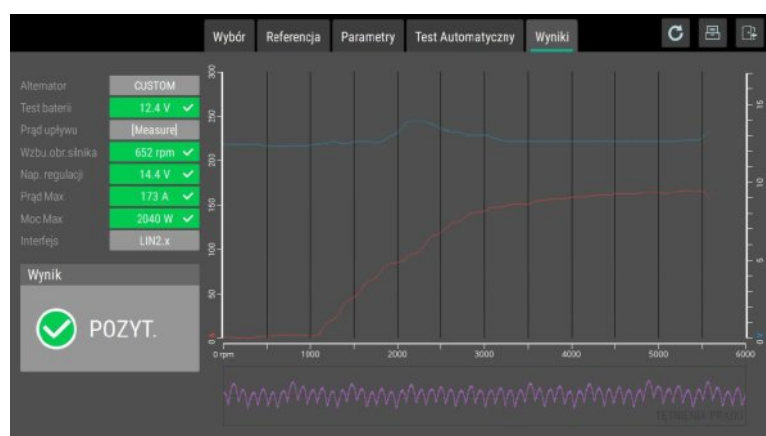 Wybór Referencja Parametry Test Automatyczny Wyniki
Alternator CUSTOM
Test baterii 12.4 V
Prąd upływu [Measure]
Wzbu.obr.silnika 652 rpm
Nap. regulacji 14.4 V
Prąd Max 173 A
Moc Max 2040 W
Interfejs LIN2.x
Wynik
POZYT.
300
250
200
150
100
50
0 A
15
10
5
0 V
0 rpm 1000 2000 3000 4000 5000 6000
TĘTNIENIA PRĄDU